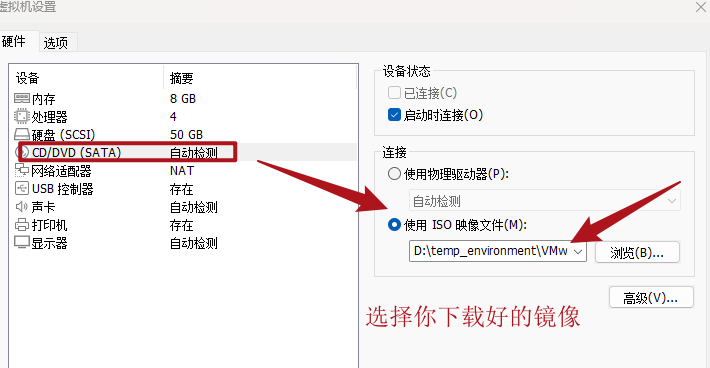 虚拟机设置
硬件 选项
设备 摘要
内存 8 GB
处理器 4
硬盘 (SCSI) 50 GB
CD/DVD (SATA) 自动检测
网络适配器 NAT
USB 控制器 存在
声卡 自动检测
打印机 存在
显示器 自动检测
设备状态
已连接(C)
启动时连接(O)
连接
使用物理驱动器(P):
自动检测
使用 ISO 映像文件(M):
D:\temp_environment\VMw
浏览(B)...
高级(V)...
选择你下载好的镜像